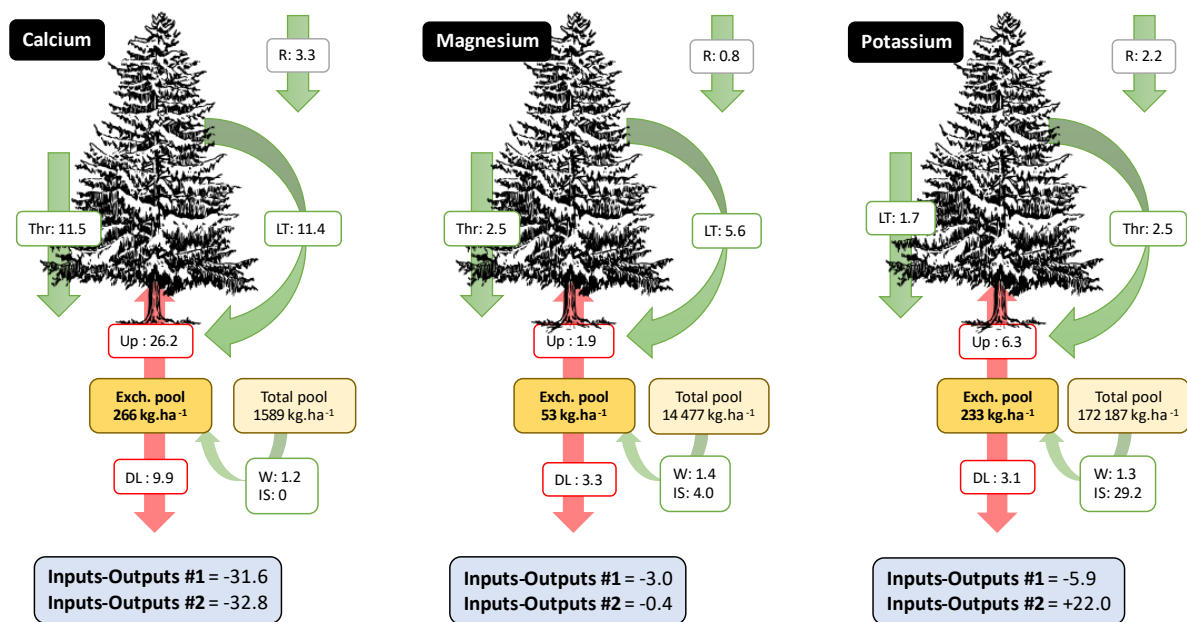 Calcium
R: 3.3
Thr: 11.5
LT: 11.4
Up : 26.2
Exch. pool
266 kg.ha⁻¹
Total pool
1589 kg.ha⁻¹
DL : 9.9
W: 1.2
IS: 0
Inputs-Outputs #1 = -31.6
Inputs-Outputs #2 = -32.8
Magnesium
R: 0.8
Thr: 2.5
LT: 5.6
Up : 1.9
Exch. pool
53 kg.ha⁻¹
Total pool
14 477 kg.ha⁻¹
DL : 3.3
W: 1.4
IS: 4.0
Inputs-Outputs #1 = -3.0
Inputs-Outputs #2 = -0.4
Potassium
R: 2.2
LT: 1.7
Thr: 2.5
Up : 6.3
Exch. pool
233 kg.ha⁻¹
Total pool
172 187 kg.ha⁻¹
DL : 3.1
W: 1.3
IS: 29.2
Inputs-Outputs #1 = -5.9
Inputs-Outputs #2 = +22.0